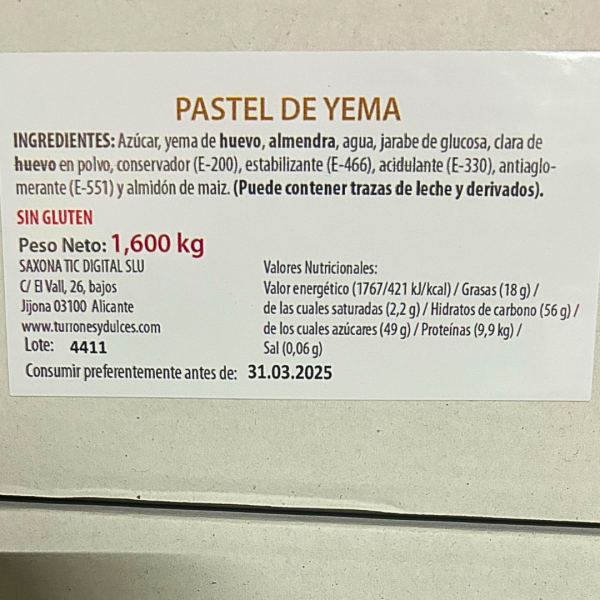 PASTEL DE YEMA
INGREDIENTES: Azúcar, yema de huevo, almendra, agua, jarabe de glucosa, clara de
huevo en polvo, conservador (E-200), estabilizante (E-466), acidulante (E-330), antiaglo-
merante (E-551) y almidón de maiz. (Puede contener trazas de leche y derivados).
SIN GLUTEN
Peso Neto: 1,600 kg
SAXONA TIC DIGITAL SLU
C/ El Vall, 26, bajos
Jijona 03100 Alicante
www.turronesydulces.com
Lote: 4411
Valores Nutricionales:
Valor energético (1767/421 kJ/kcal) / Grasas (18 g) /
de las cuales saturadas (2,2 g) / Hidratos de carbono (56 g) /
de los cuales azúcares (49 g) / Proteínas (9,9 kg) /
Sal (0,06 g)
Consumir preferentemente antes de: 31.03.2025